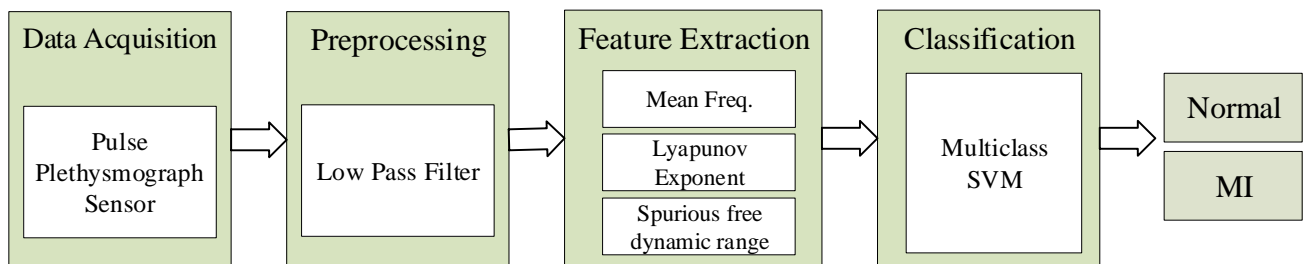 Data Acquisition
Pulse
Plethysmograph
Sensor
Preprocessing
Low Pass Filter
Feature Extraction
Mean Freq.
Lyapunov
Exponent
Spurious free
dynamic range
Classification
Multiclass
SVM
Normal
MI